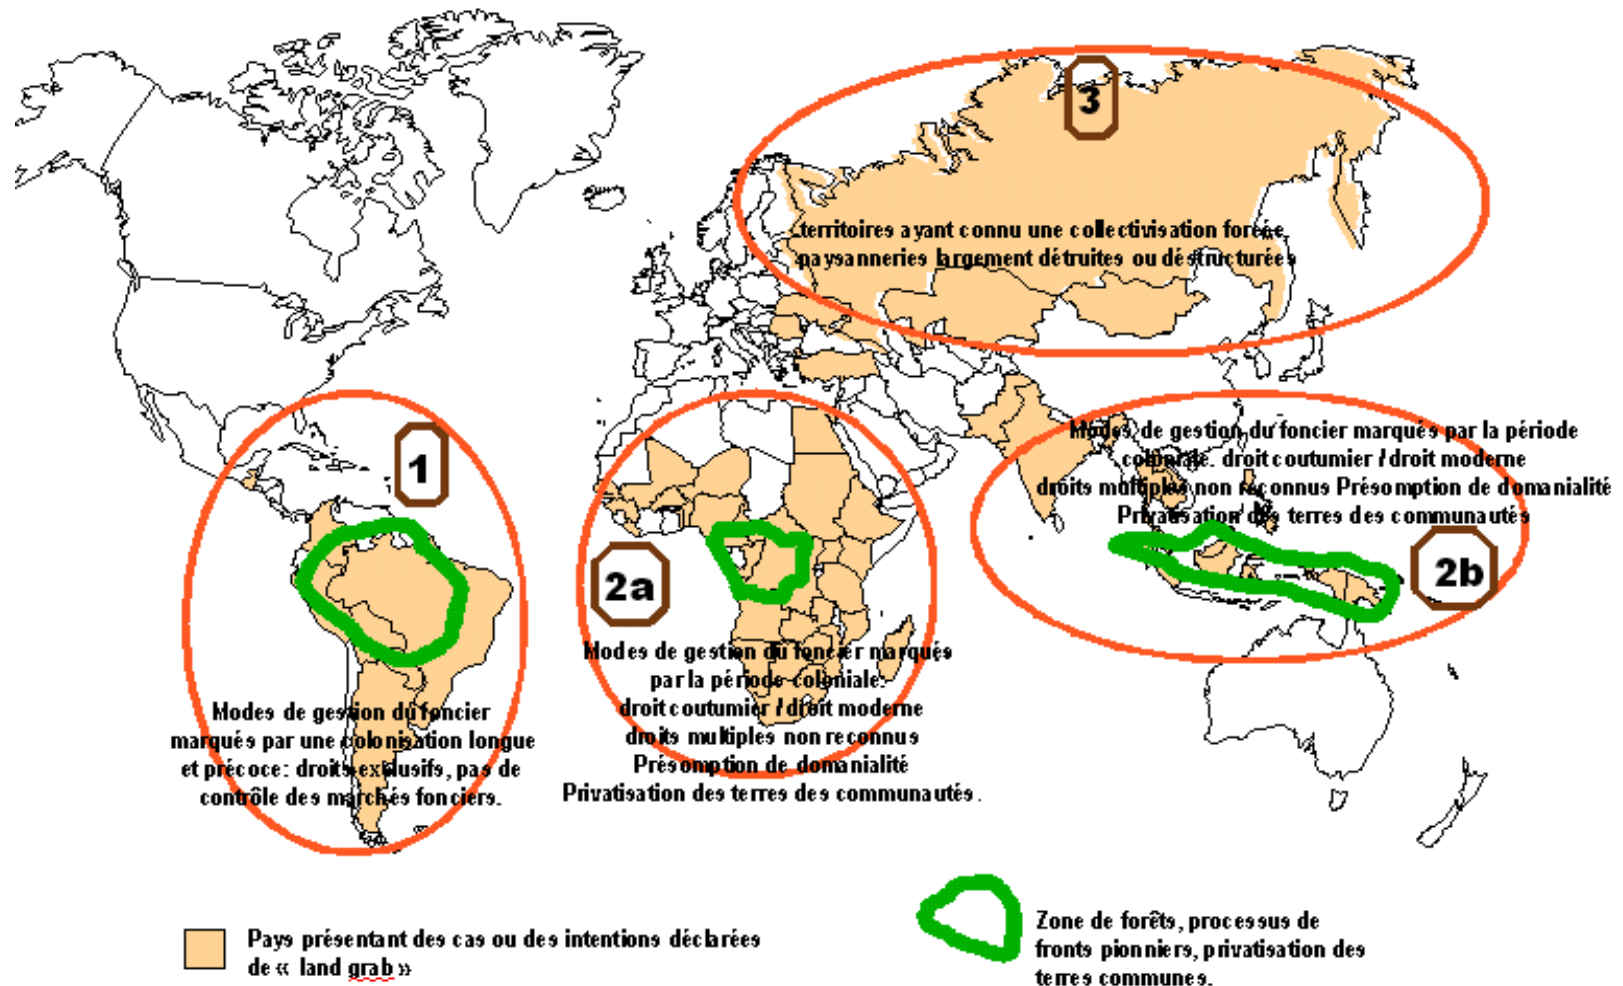 3
territoires ayant connu une collectivisation forcée,
paysanneries largement détruites ou déstructurées
1
Modes de gestion du foncier marqués par la période
coloniale. droit coutumier / droit moderne
droits multiples non reconnus Présomption de domanialité
Privatisation des terres des communautés
2a
2b
Modes de gestion du foncier marqués
par la période coloniale.
droit coutumier / droit moderne
droits multiples non reconnus
Présomption de domanialité
Privatisation des terres des communautés.
Modes de gestion du foncier
marqués par une colonisation longue
et précoce: droits exclusifs, pas de
contrôle des marchés fonciers.
Pays présentant des cas ou des intentions déclarées
de « land grab »
Zone de forêts, processus de
fronts pionniers, privatisation des
terres communes.